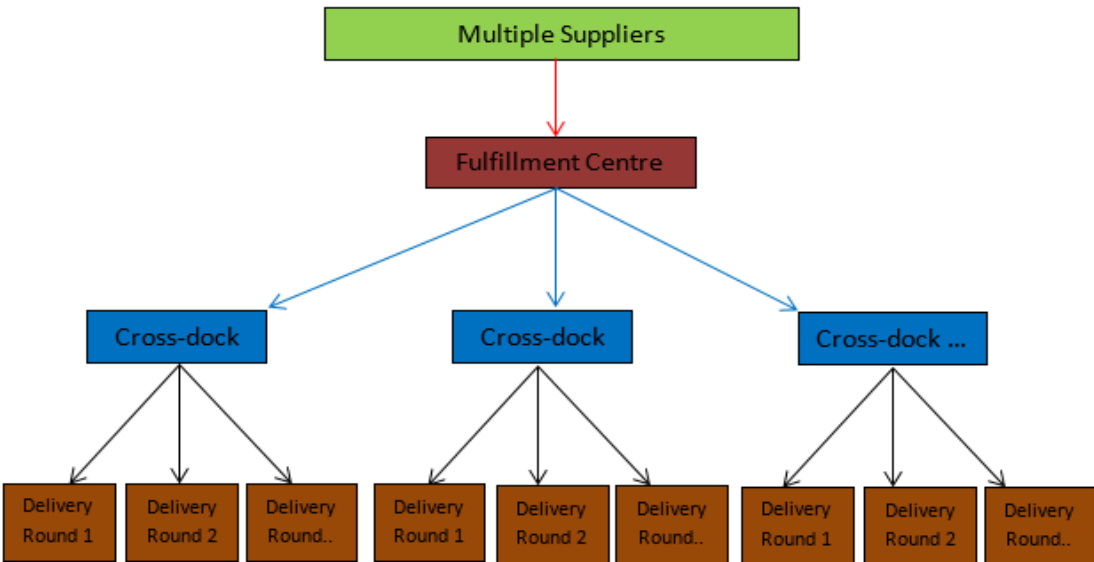 Multiple Suppliers
Fulfillment Centre
Cross-dock
Cross-dock
Cross-dock ...
Delivery
Round 1
Delivery
Round 2
Delivery
Round..
Delivery
Round 1
Delivery
Round 2
Delivery
Round..
Delivery
Round 1
Delivery
Round 2
Delivery
Round..